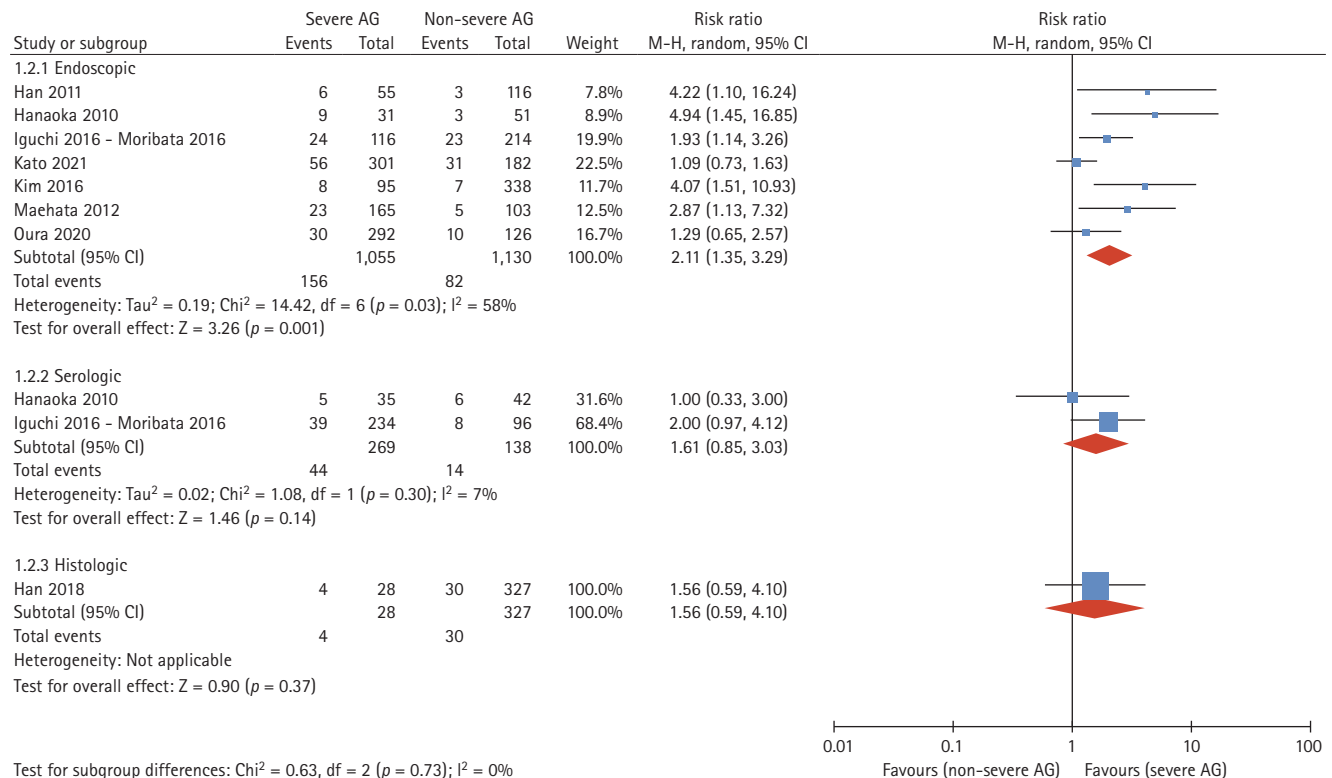 Severe AG Non-severe AG Risk ratio Risk ratio
Study or subgroup Events Total Events Total Weight M-H, random, 95% CI M-H, random, 95% CI
1.2.1 Endoscopic
Han 2011 6 55 3 116 7.8% 4.22 (1.10, 16.24)
Hanaoka 2010 9 31 3 51 8.9% 4.94 (1.45, 16.85)
Iguchi 2016 - Moribata 2016 24 116 23 214 19.9% 1.93 (1.14, 3.26)
Kato 2021 56 301 31 182 22.5% 1.09 (0.73, 1.63)
Kim 2016 8 95 7 338 11.7% 4.07 (1.51, 10.93)
Maehata 2012 23 165 5 103 12.5% 2.87 (1.13, 7.32)
Oura 2020 30 292 10 126 16.7% 1.29 (0.65, 2.57)
Subtotal (95% CI) 1,055 1,130 100.0% 2.11 (1.35, 3.29)
Total events 156 82
Heterogeneity: Tau² = 0.19; Chi² = 14.42, df = 6 (p = 0.03); I² = 58%
Test for overall effect: Z = 3.26 (p = 0.001)
1.2.2 Serologic
Hanaoka 2010 5 35 6 42 31.6% 1.00 (0.33, 3.00)
Iguchi 2016 - Moribata 2016 39 234 8 96 68.4% 2.00 (0.97, 4.12)
Subtotal (95% CI) 269 138 100.0% 1.61 (0.85, 3.03)
Total events 44 14
Heterogeneity: Tau² = 0.02; Chi² = 1.08, df = 1 (p = 0.30); I² = 7%
Test for overall effect: Z = 1.46 (p = 0.14)
1.2.3 Histologic
Han 2018 4 28 30 327 100.0% 1.56 (0.59, 4.10)
Subtotal (95% CI) 28 327 100.0% 1.56 (0.59, 4.10)
Total events 4 30
Heterogeneity: Not applicable
Test for overall effect: Z = 0.90 (p = 0.37)
0.01 0.1 1 10 100
Test for subgroup differences: Chi² = 0.63, df = 2 (p = 0.73); I² = 0% Favours (non-severe AG) Favours (severe AG)